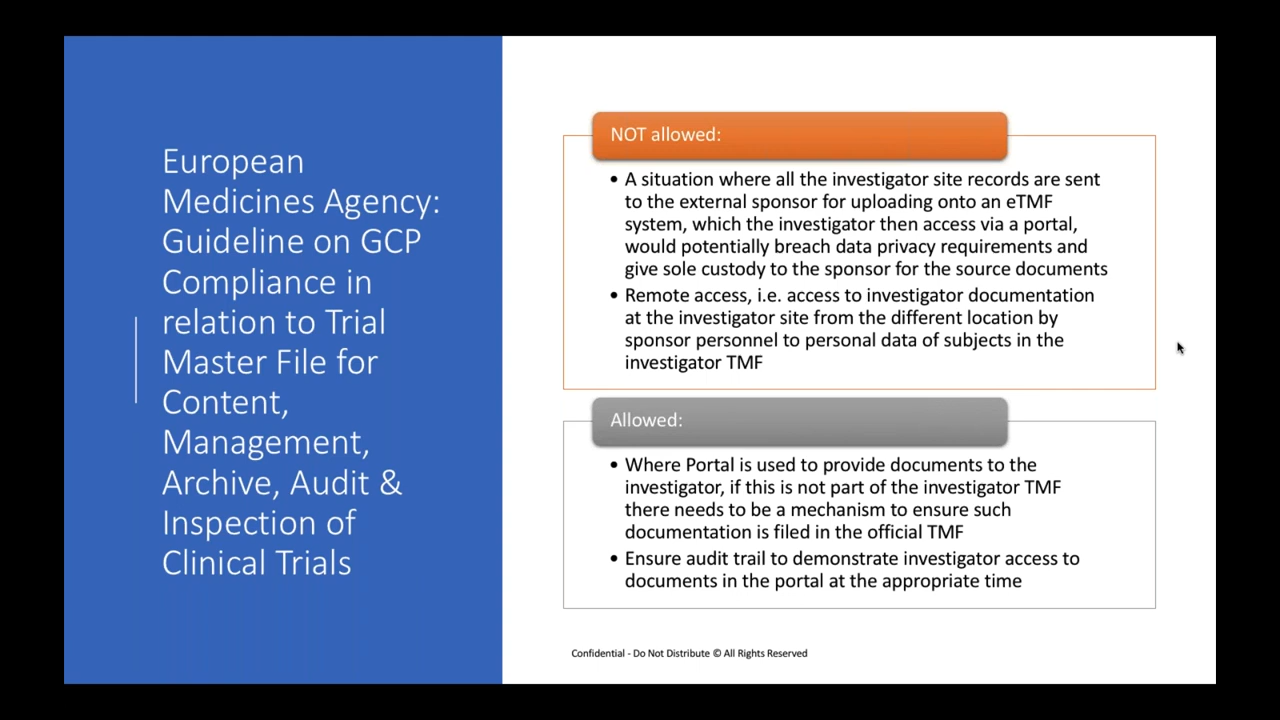 European
Medicines Agency:
Guideline on GCP
Compliance in
relation to Trial
Master File for
Content,
Management,
Archive, Audit &
Inspection of
Clinical Trials
NOT allowed:
• A situation where all the investigator site records are sent
to the external sponsor for uploading onto an eTMF
system, which the investigator then access via a portal,
would potentially breach data privacy requirements and
give sole custody to the sponsor for the source documents
• Remote access, i.e. access to investigator documentation
at the investigator site from the different location by
sponsor personnel to personal data of subjects in the
investigator TMF
Allowed:
• Where Portal is used to provide documents to the
investigator, if this is not part of the investigator TMF
there needs to be a mechanism to ensure such
documentation is filed in the official TMF
• Ensure audit trail to demonstrate investigator access to
documents in the portal at the appropriate time
Confidential - Do Not Distribute © All Rights Reserved